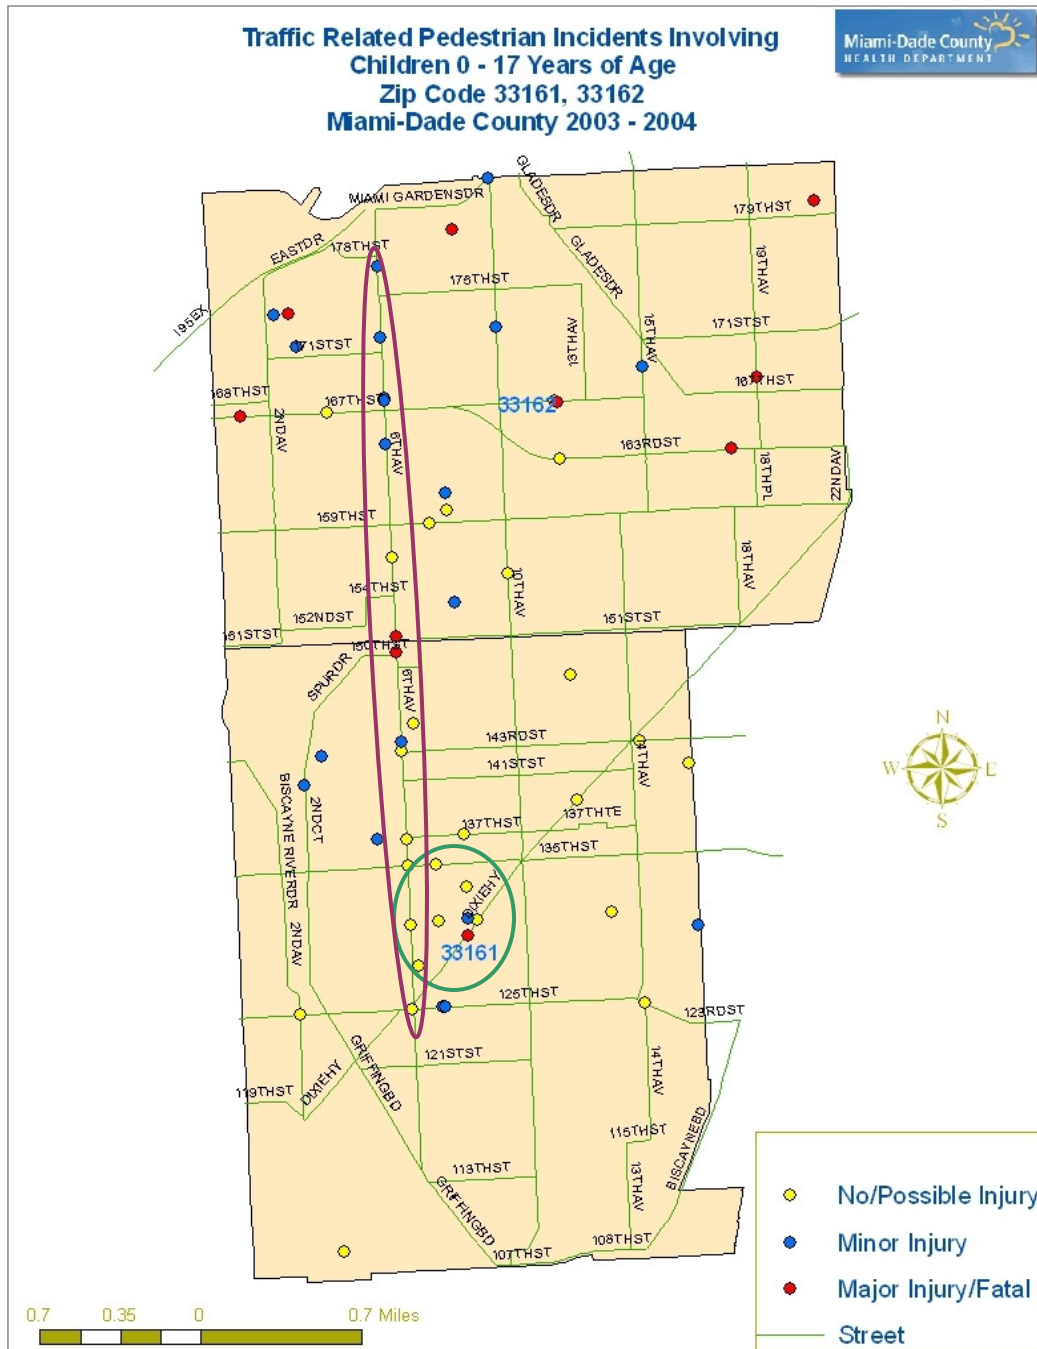 Traffic Related Pedestrian Incidents Involving
Children 0 - 17 Years of Age
Zip Code 33161, 33162
Miami-Dade County 2003 - 2004
Miami-Dade County
HEALTH DEPARTMENT
MIAMI GARDENSDR
GLADESDR
179THST
EASTDR
178THST
GLADESDR
19THAV
175THST
I95EX
171STST
13THAV
15THAV
171STST
168THST
167THST
33162
167THST
2NDAV
6THAV
163RDST
18THPL
22NDAV
159THST
154THST
10THAV
18THAV
152NDST
151STST
151STST
150THST
SPURDR
6THAV
143RDST
14THAV
N
W
E
S
141STST
BISCAYNE RIVERDR
2NDCT
137THST
137THTE
135THST
DIXIEHY
2NDAV
33161
125THST
123RDST
GRIFFINGBD
121STST
14THAV
119THST
DIXIEHY
115THST
BISCAYNEBD
113THST
13THAV
GRIFFINGBD
107THST
108THST
No/Possible Injury
Minor Injury
Major Injury/Fatal
Street
0.7 0.35 0 0.7 Miles